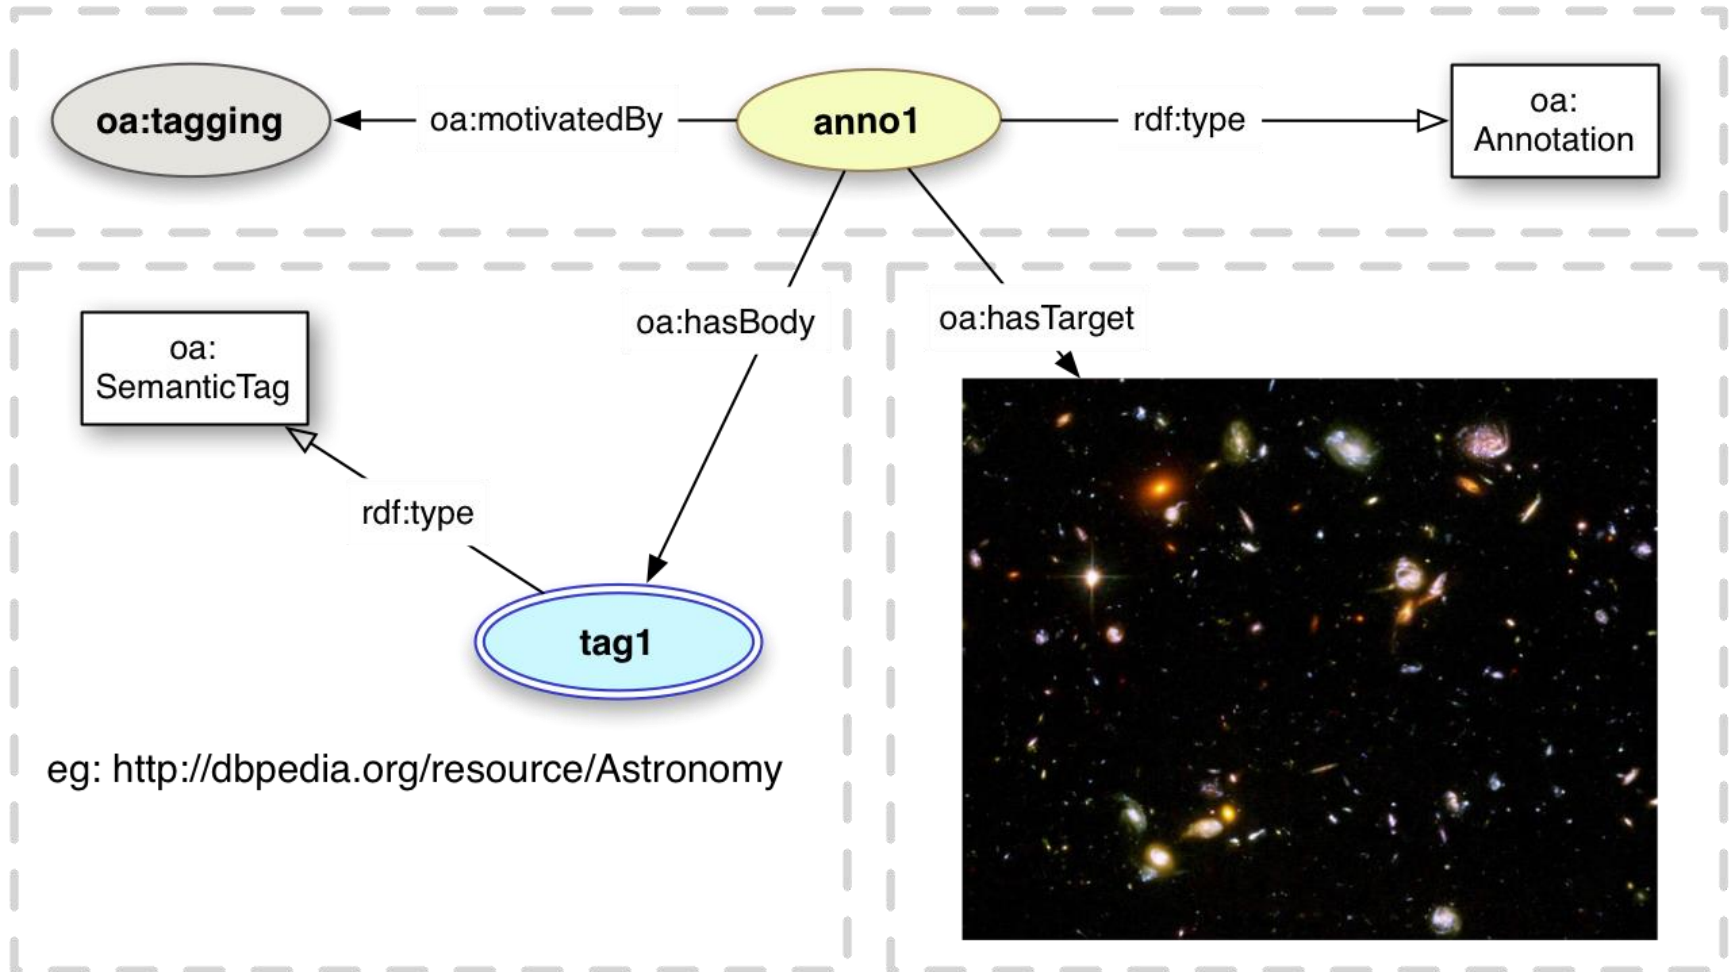 oa:tagging
oa:motivatedBy
anno1
rdf:type
oa:
Annotation
oa:hasBody
oa:hasTarget
oa:
SemanticTag
rdf:type
tag1
eg: http://dbpedia.org/resource/Astronomy